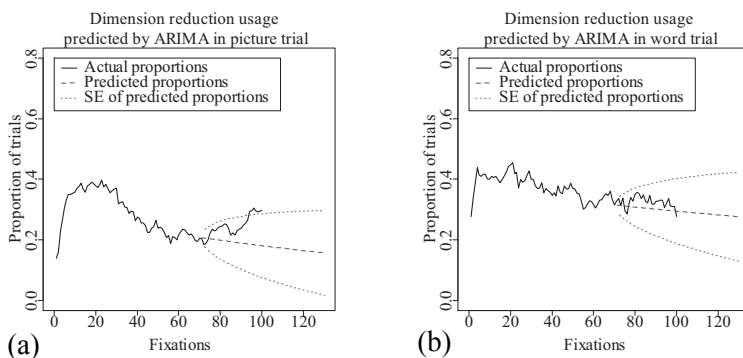 Dimension reduction usage
predicted by ARIMA in picture trial
Actual proportions
Predicted proportions
SE of predicted proportions
Proportion of trials
0.0 0.2 0.4 0.6 0.8
0 20 40 60 80 100 120
Fixations
(a)
Dimension reduction usage
predicted by ARIMA in word trial
Actual proportions
Predicted proportions
SE of predicted proportions
Proportion of trials
0.0 0.2 0.4 0.6 0.8
0 20 40 60 80 100 120
Fixations
(b)